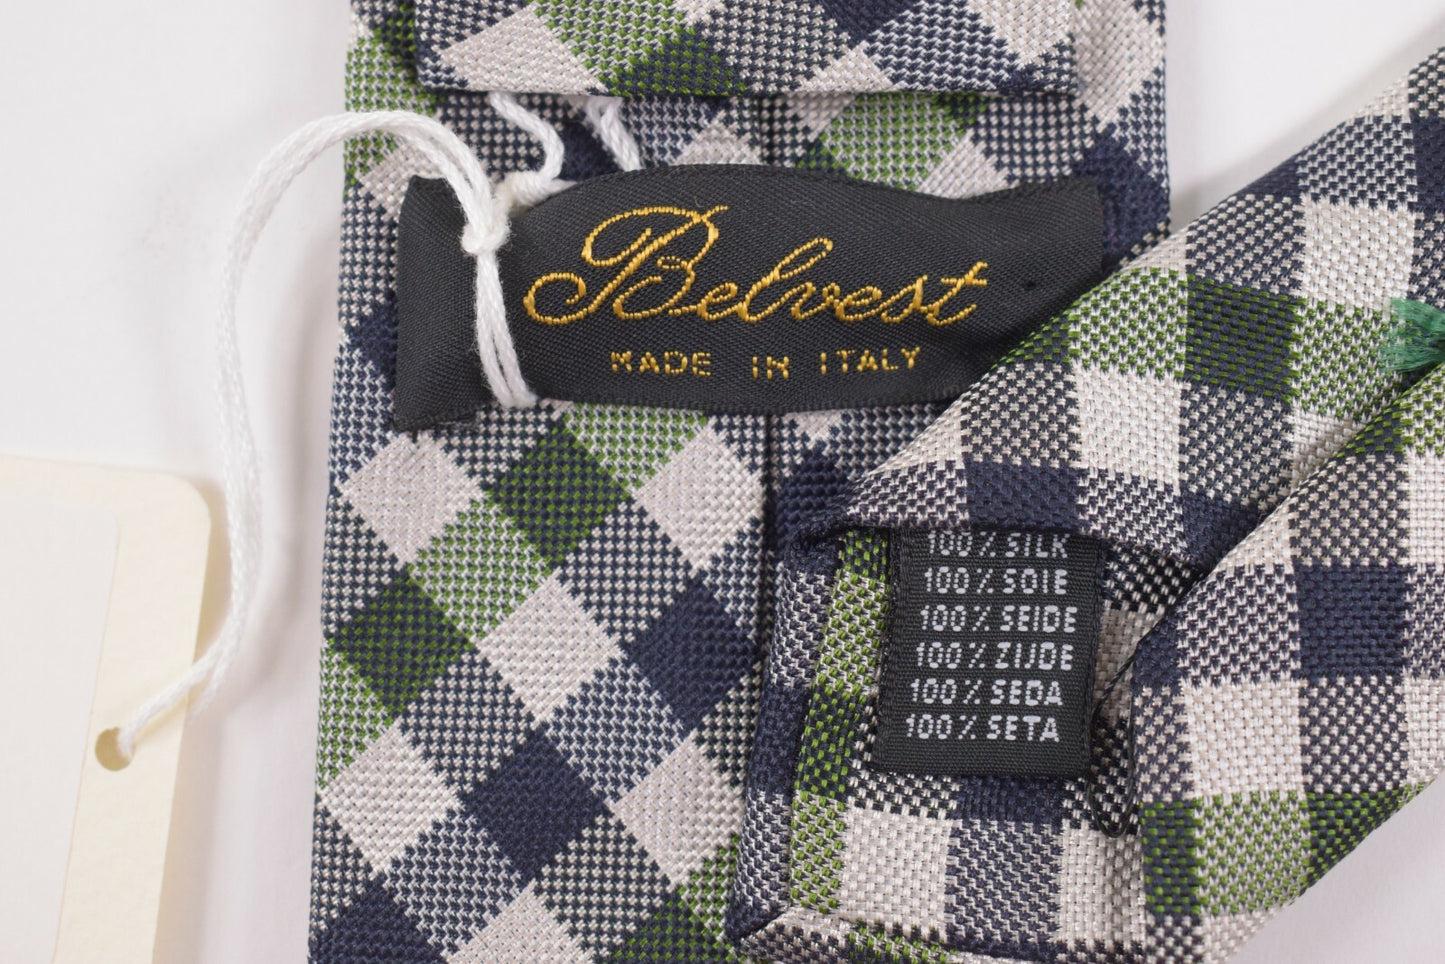 Belvest
MADE IN ITALY
100% SILK
100% SOIE
100% SEIDE
100% ZIJDE
100% SEDA
100% SETA